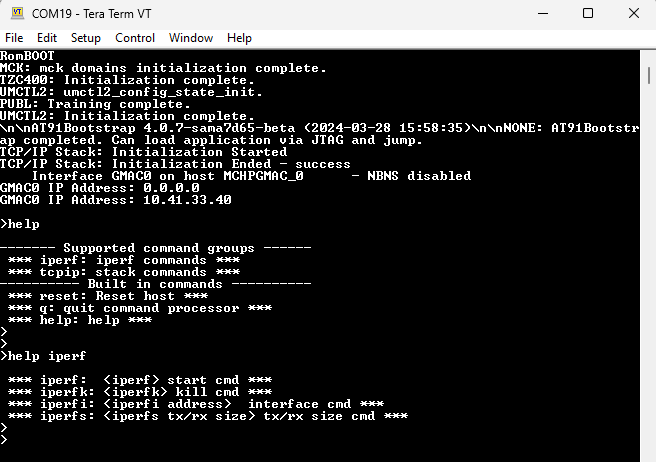 COM19 - Tera Term VT
File Edit Setup Control Window Help
RomBOOT
MCK: mck domains initialization complete.
TZC400: Initialization complete.
UMCTL2: umctl2_config_state_init.
PUBL: Training complete.
UMCTL2: Initialization complete.
\n\nAT91Bootstrap 4.0.7-sama7d65-beta (2024-03-28 15:58:35)\n\nNONE: AT91Bootstr
ap completed. Can load application via JTAG and jump.
TCP/IP Stack: Initialization Started
TCP/IP Stack: Initialization Ended - success
    Interface GMAC0 on host MCHPGMAC_0      - NBNS disabled
GMAC0 IP Address: 0.0.0.0
GMAC0 IP Address: 10.41.33.40
>help
------- Supported command groups ------
 *** iperf: iperf commands ***
 *** tcpip: stack commands ***
---------- Built in commands ----------
 *** reset: Reset host ***
 *** q: quit command processor ***
 *** help: help ***
>
>
>help iperf
 *** iperf:  <iperf> start cmd ***
 *** iperfk: <iperfk> kill cmd ***
 *** iperfi: <iperfi address>  interface cmd ***
 *** iperfs: <iperfs tx/rx size> tx/rx size cmd ***
>
>